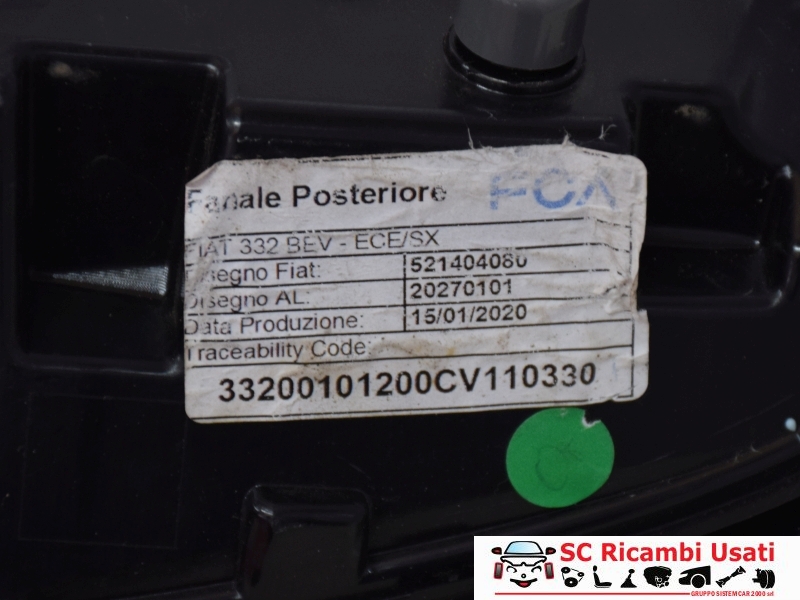 Fanale Posteriore FCA
FIAT 332 BEV - ECE/SX
Disegno Fiat: 521404080
Disegno AL: 20270101
Data Produzione: 15/01/2020
Traceability Code:
33200101200CV110330
SC Ricambi Usati
GRUPPO SISTEMCAR 2000 srl